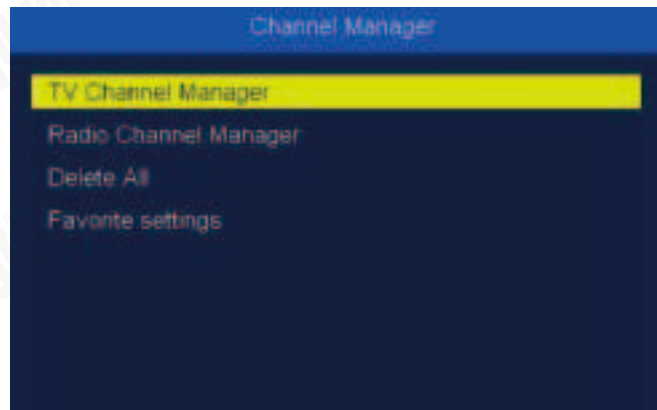 Channel Manager
TV Channel Manager
Radio Channel Manager
Delete All
Favorite settings